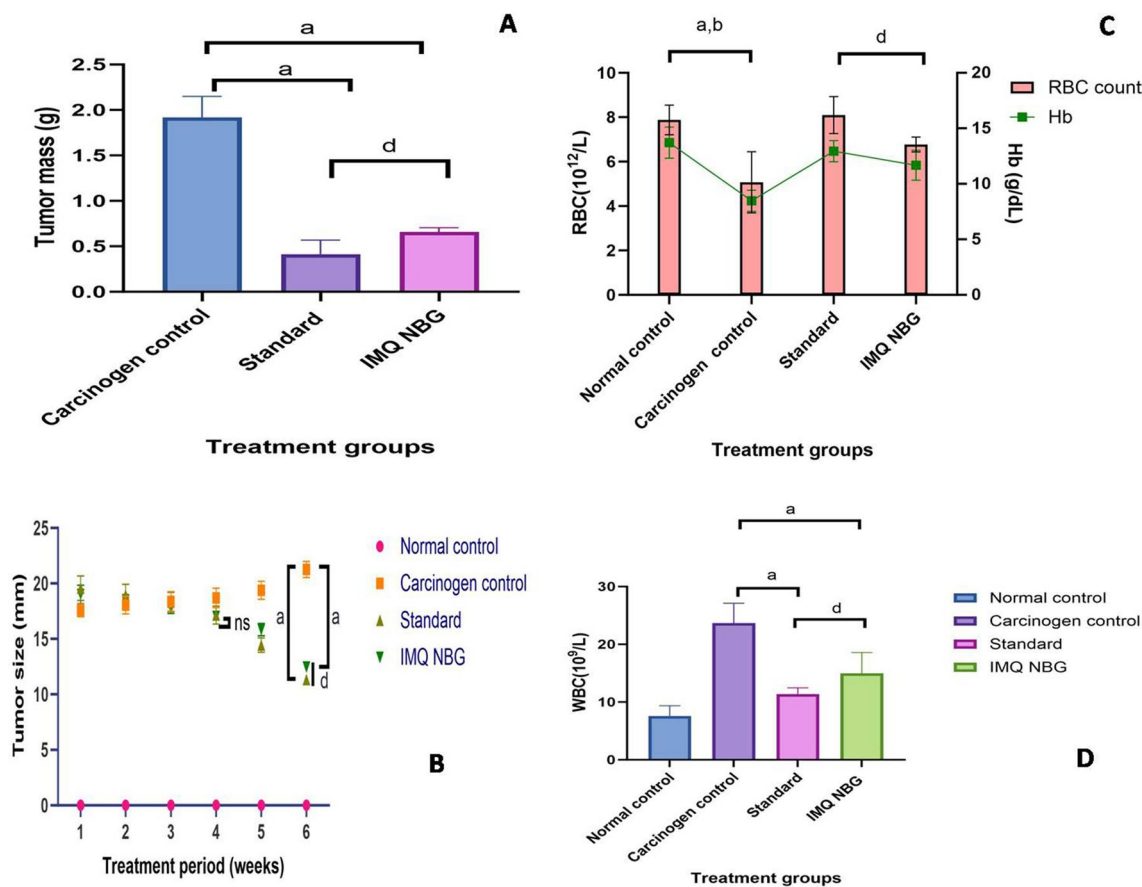 A
a
a
d
Tumor mass (g)
2.5
2.0
1.5
1.0
0.5
0.0
Carcinogen control
Standard
IMQ NBG
Treatment groups
C
a,b
d
RBC(10¹²/L)
10
8
6
4
2
0
20
15
10
5
0
Hb (g/dL)
RBC count
Hb
Normal control
Carcinogen control
Standard
IMQ NBG
Treatment groups
Tumor size (mm)
25
20
15
10
5
0
ns
a
a
d
1 2 3 4 5 6
Treatment period (weeks)
Normal control
Carcinogen control
Standard
IMQ NBG
B
a
a
d
WBC(10⁹/L)
30
20
10
0
Normal control
Carcinogen control
Standard
IMQ NBG
Treatment groups
Normal control
Carcinogen control
Standard
IMQ NBG
D